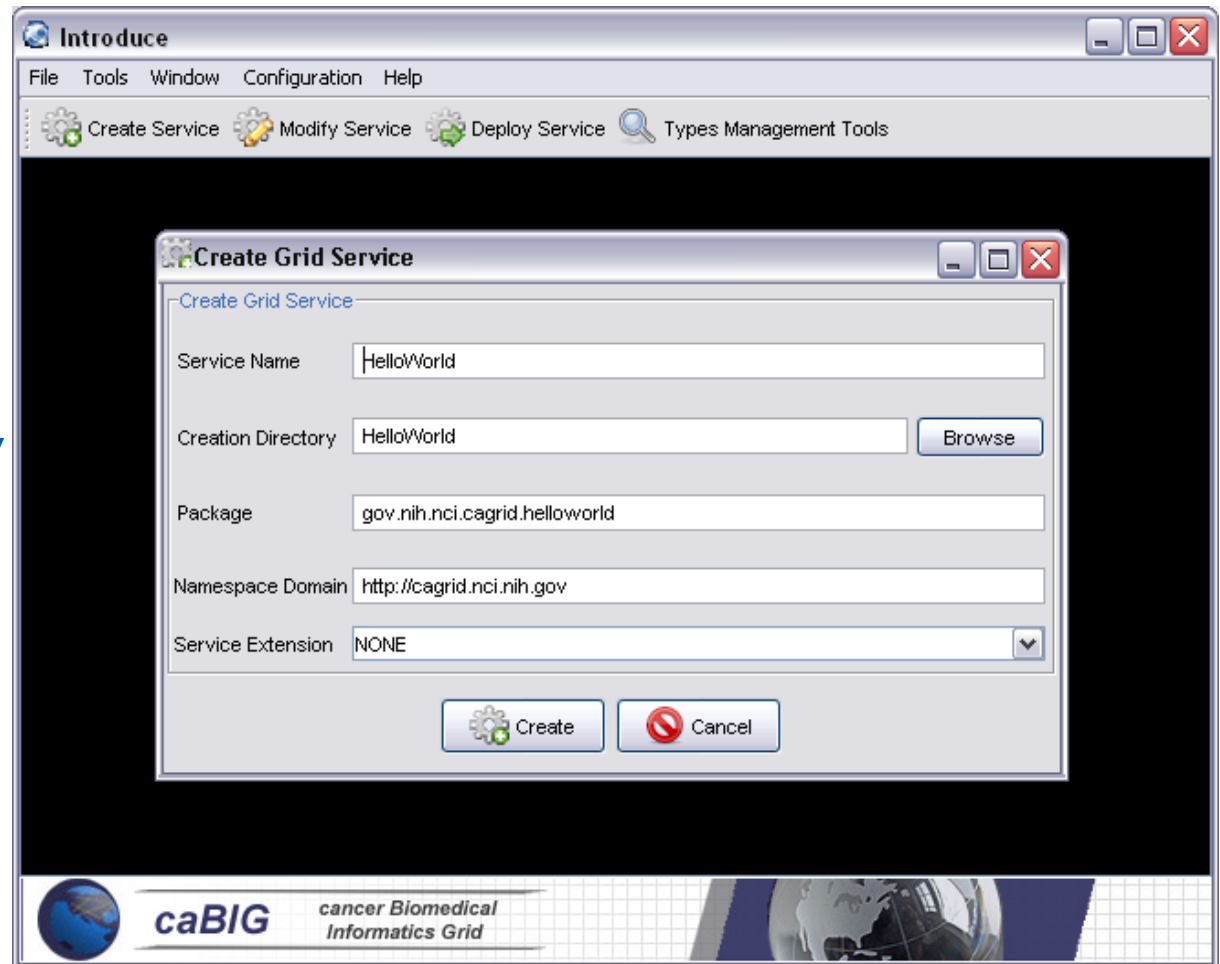 Introduce
File Tools Window Configuration Help
Create Service Modify Service Deploy Service Types Management Tools
Create Grid Service
Create Grid Service
Service Name HelloWorld
Creation Directory HelloWorld Browse
Package gov.nih.nci.cagrid.helloworld
Namespace Domain http://cagrid.nci.nih.gov
Service Extension NONE
Create Cancel
caBIG cancer Biomedical
Informatics Grid